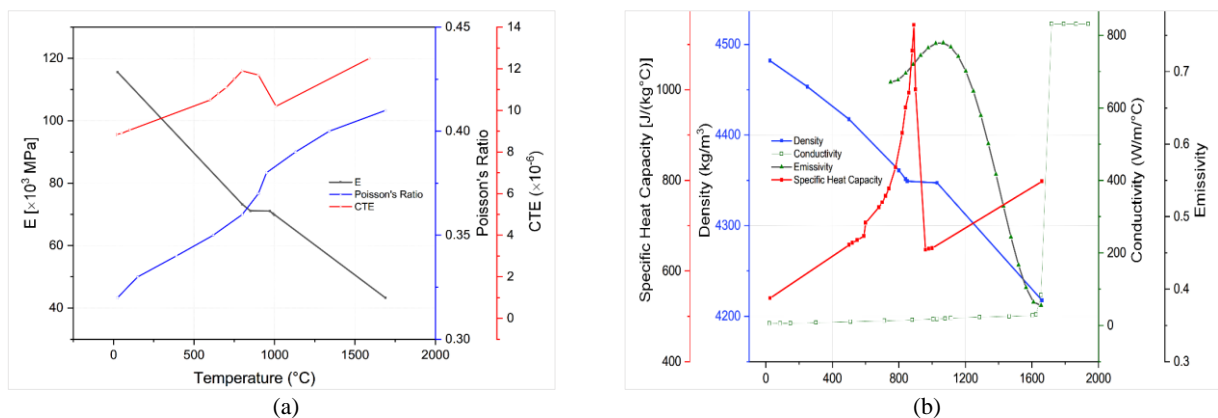 120
100
80
60
40
E [×10³ MPa]
0
500
1000
1500
2000
Temperature (°C)
E
Poisson's Ratio
CTE
0.45
0.40
0.35
0.30
Poisson's Ratio
14
12
10
8
6
4
2
0
CTE (×10⁻⁶)
(a)
1000
800
600
400
Specific Heat Capacity [J/(kg°C)]
4500
4400
4300
4200
Density (kg/m³)
Density
Conductivity
Emissivity
Specific Heat Capacity
0
400
800
1200
1600
2000
800
600
400
200
0
Conductivity (W/m/°C)
0.7
0.6
0.5
0.4
0.3
Emissivity
(b)